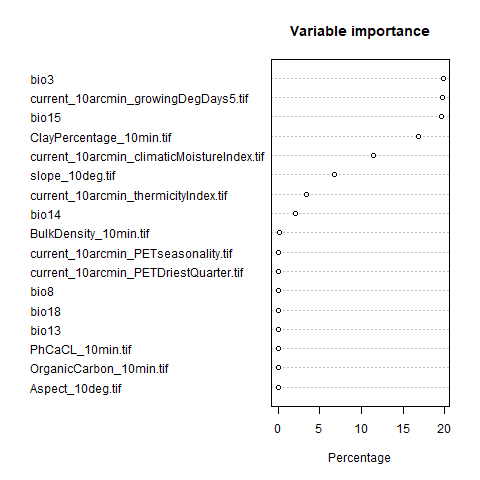 Variable importance
bio3
current_10arcmin_growingDegDays5.tif
bio15
ClayPercentage_10min.tif
current_10arcmin_climaticMoistureIndex.tif
slope_10deg.tif
current_10arcmin_thermicityIndex.tif
bio14
BulkDensity_10min.tif
current_10arcmin_PETseasonality.tif
current_10arcmin_PETDriestQuarter.tif
bio8
bio18
bio13
PhCaCL_10min.tif
OrganicCarbon_10min.tif
Aspect_10deg.tif
0 5 10 15 20
Percentage